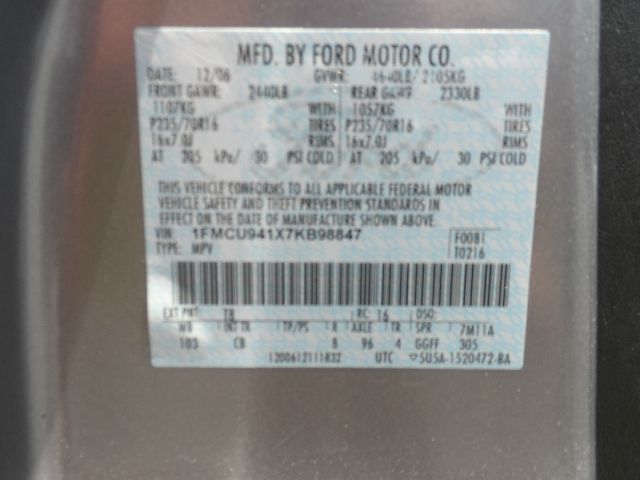 MFD. BY FORD MOTOR CO.
DATE: 12/06 GVWR: 4640LB/ 2105KG
FRONT GAWR: 2440LB REAR GAWR: 2330LB
1107KG WITH 1057KG WITH
P235/70R16 TIRES P235/70R16 TIRES
16x7.0J RIMS 16x7.0J RIMS
AT 205 kPa/ 30 PSI COLD AT 205 kPa/ 30 PSI COLD
THIS VEHICLE CONFORMS TO ALL APPLICABLE FEDERAL MOTOR
VEHICLE SAFETY AND THEFT PREVENTION STANDARDS IN
EFFECT ON THE DATE OF MANUFACTURE SHOWN ABOVE.
VIN: 1FMCU941X7KB98847 F0081
TYPE: MPV T0216
EXT PNT: TB RC: 16 DSO:
WB INT TR TP/PS R AXLE TR SPR 7M11A
103 CB 8 96 4 GGFF 305
1200612111832 UTC 5U5A-1520472-BA